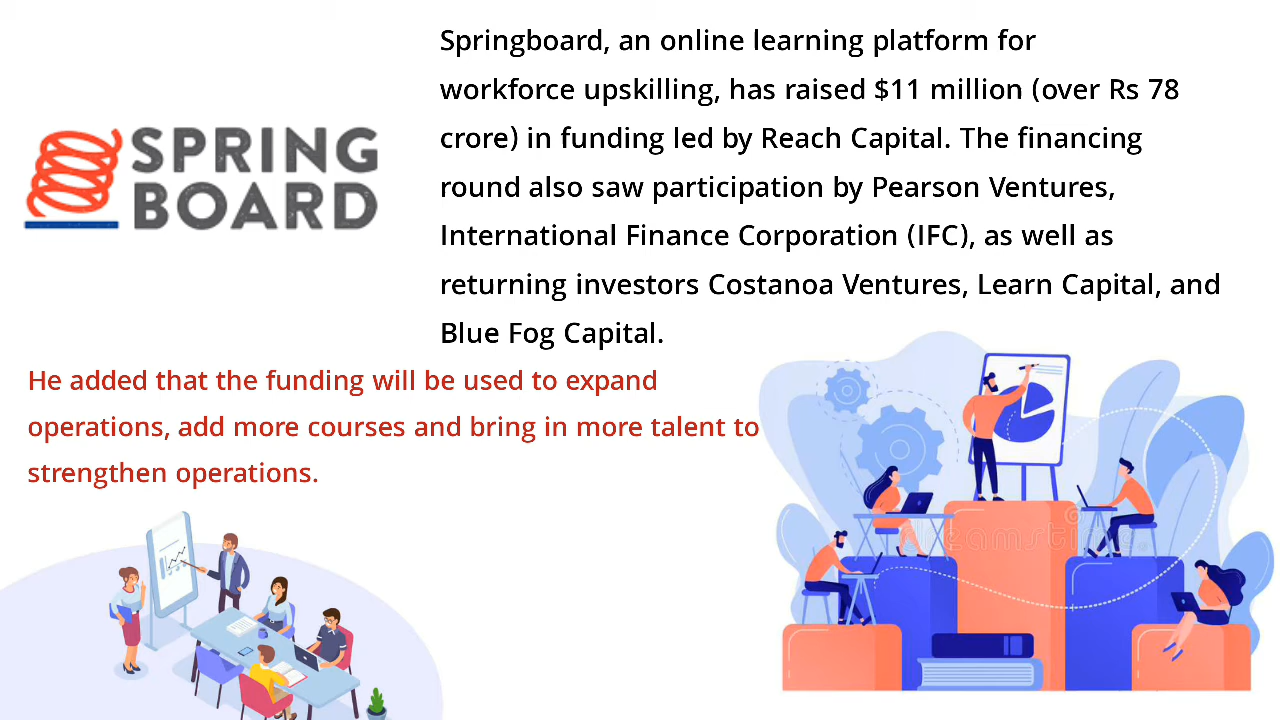 SPRING
BOARD
Springboard, an online learning platform for
workforce upskilling, has raised $11 million (over Rs 78
crore) in funding led by Reach Capital. The financing
round also saw participation by Pearson Ventures,
International Finance Corporation (IFC), as well as
returning investors Costanoa Ventures, Learn Capital, and
Blue Fog Capital.
He added that the funding will be used to expand
operations, add more courses and bring in more talent to
strengthen operations.
dreamstime.